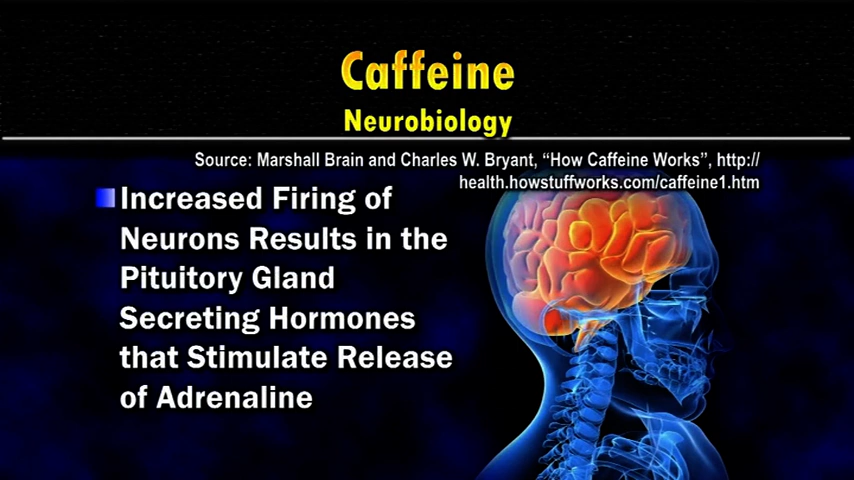 Caffeine
Neurobiology
Source: Marshall Brain and Charles W. Bryant, “How Caffeine Works”, http://
health.howstuffworks.com/caffeine1.htm
Increased Firing of
Neurons Results in the
Pituitory Gland
Secreting Hormones
that Stimulate Release
of Adrenaline